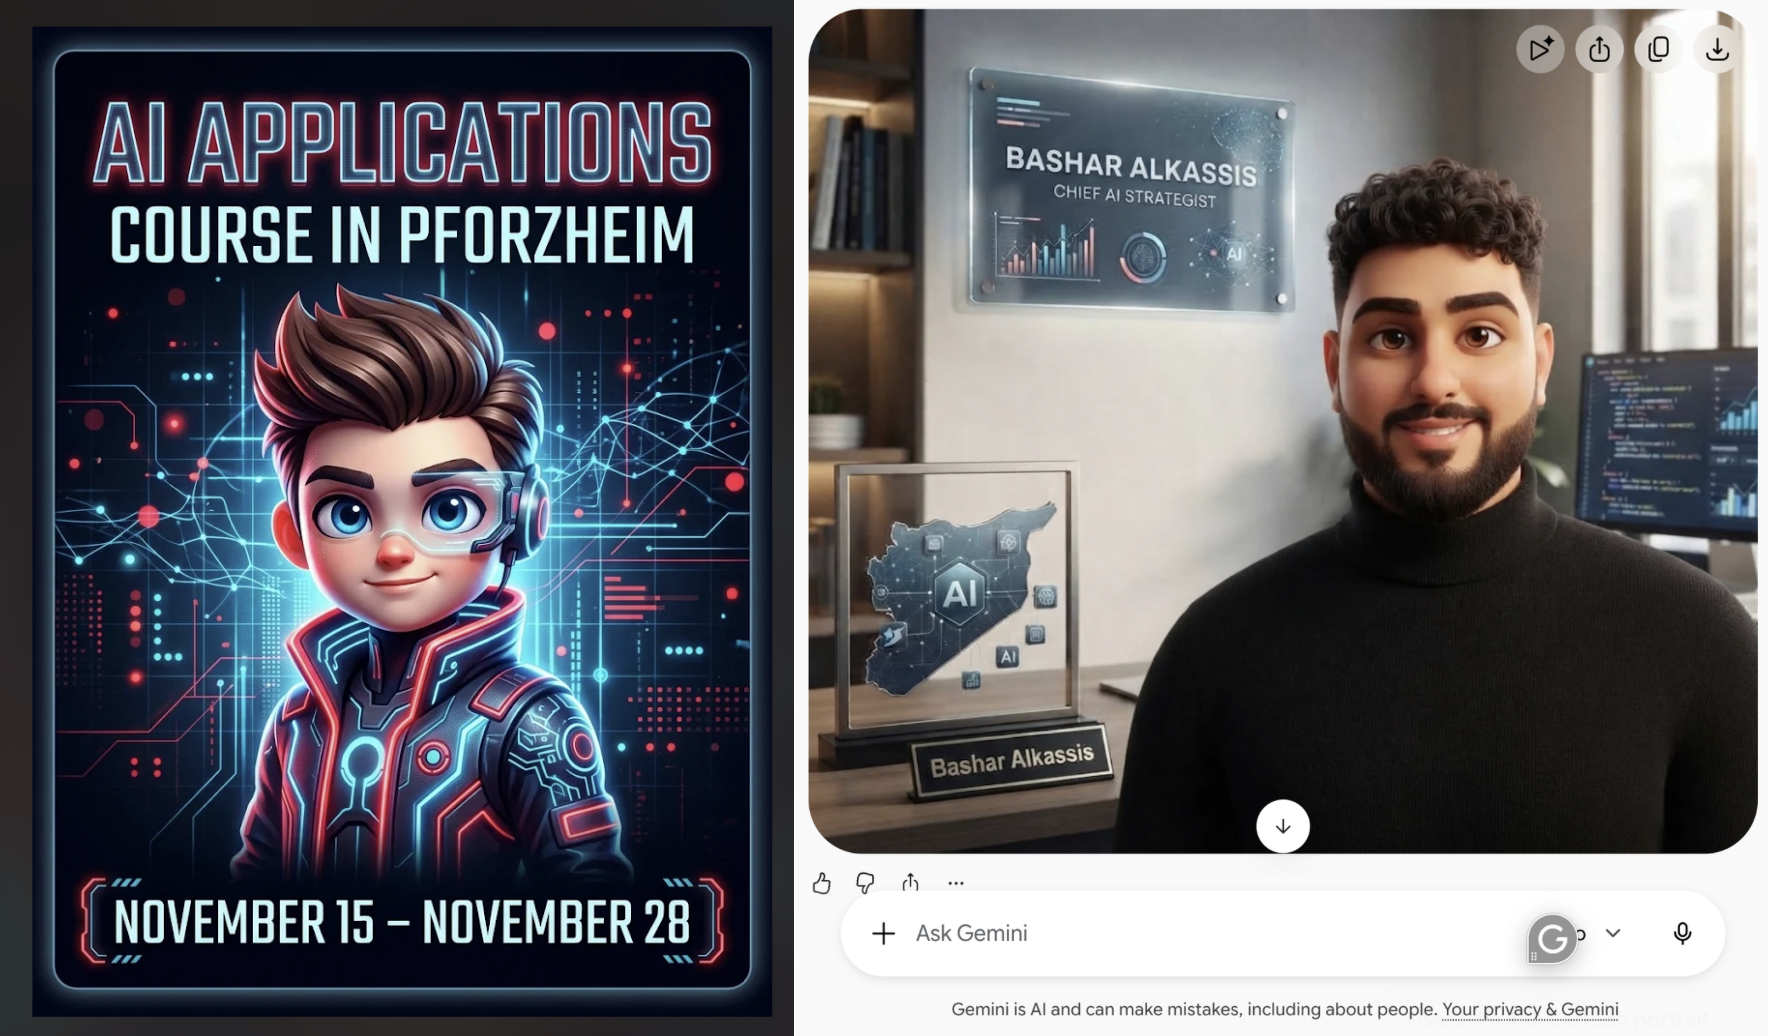 AI APPLICATIONS
COURSE IN PFORZHEIM
NOVEMBER 15 – NOVEMBER 28
BASHAR ALKASSIS
CHIEF AI STRATEGIST
AI
AI
AI
Bashar Alkassis
Ask Gemini
Gemini is AI and can make mistakes, including about people. Your privacy & Gemini